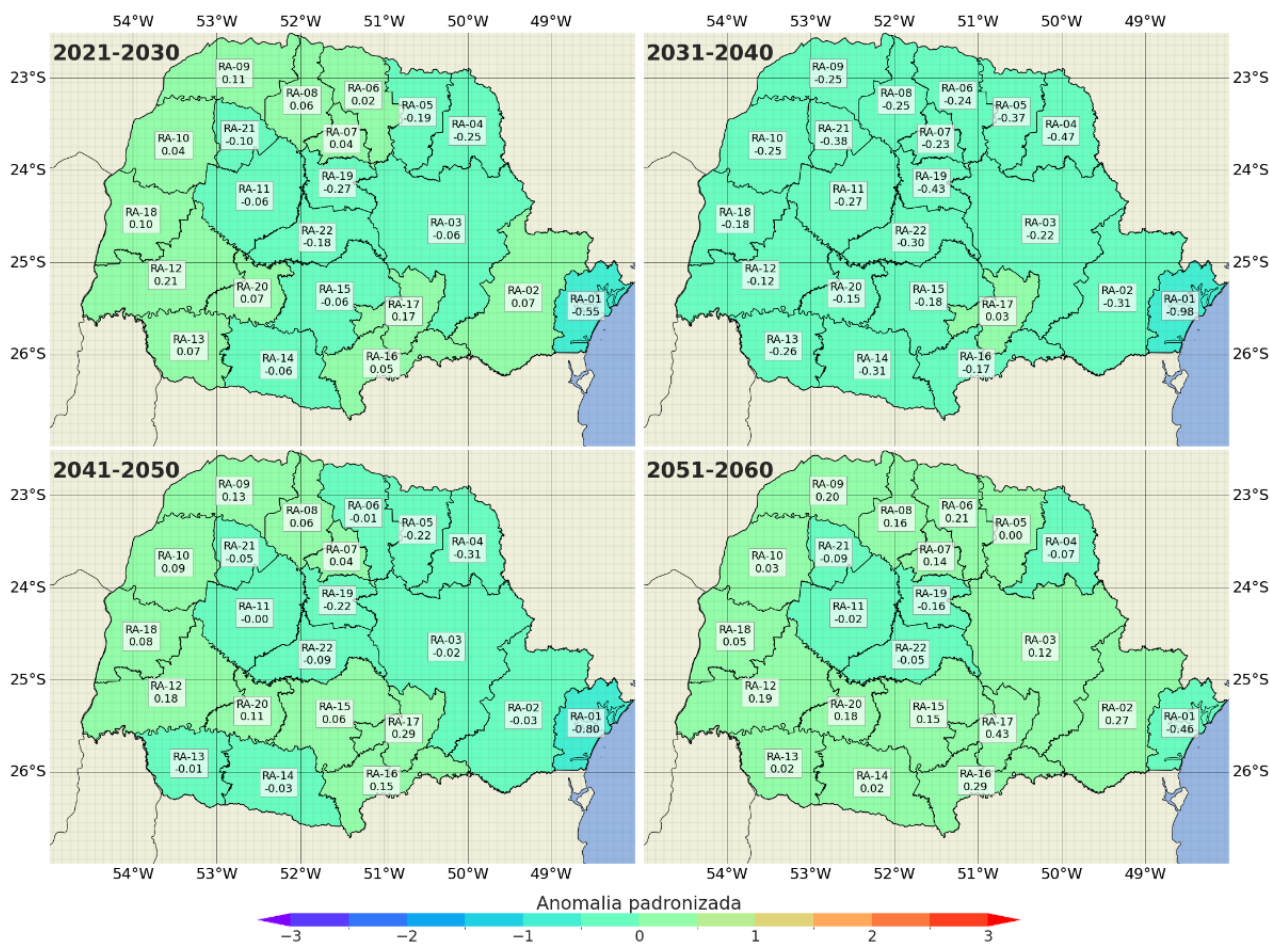 54°W 53°W 52°W 51°W 50°W 49°W 54°W 53°W 52°W 51°W 50°W 49°W
2021-2030
23°S
24°S
25°S
26°S
RA-09
0.11
RA-08
0.06
RA-06
0.02
RA-05
-0.19
RA-04
-0.25
RA-10
0.04
RA-21
-0.10
RA-07
0.04
RA-19
-0.27
RA-11
-0.06
RA-18
0.10
RA-22
-0.18
RA-03
-0.06
RA-12
0.21
RA-20
0.07
RA-15
-0.06
RA-17
0.17
RA-02
0.07
RA-01
-0.55
RA-13
0.07
RA-14
-0.06
RA-16
0.05
2031-2040
23°S
24°S
25°S
26°S
RA-09
-0.25
RA-08
-0.25
RA-06
-0.24
RA-05
-0.37
RA-04
-0.47
RA-10
-0.25
RA-21
-0.38
RA-07
-0.23
RA-19
-0.43
RA-11
-0.27
RA-18
-0.18
RA-22
-0.30
RA-03
-0.22
RA-12
-0.12
RA-20
-0.15
RA-15
-0.18
RA-17
0.03
RA-02
-0.31
RA-01
-0.98
RA-13
-0.26
RA-14
-0.31
RA-16
-0.17
2041-2050
23°S
24°S
25°S
26°S
RA-09
0.13
RA-08
0.06
RA-06
-0.01
RA-05
-0.22
RA-04
-0.31
RA-10
0.09
RA-21
-0.05
RA-07
0.04
RA-19
-0.22
RA-11
-0.00
RA-18
0.08
RA-22
-0.09
RA-03
-0.02
RA-12
0.18
RA-20
0.11
RA-15
0.06
RA-17
0.29
RA-02
-0.03
RA-01
-0.80
RA-13
-0.01
RA-14
-0.03
RA-16
0.15
2051-2060
23°S
24°S
25°S
26°S
RA-09
0.20
RA-08
0.16
RA-06
0.21
RA-05
0.00
RA-04
-0.07
RA-10
0.03
RA-21
-0.09
RA-07
0.14
RA-19
-0.16
RA-11
-0.02
RA-18
0.05
RA-22
-0.05
RA-03
0.12
RA-12
0.19
RA-20
0.18
RA-15
0.15
RA-17
0.43
RA-02
0.27
RA-01
-0.46
RA-13
0.02
RA-14
0.02
RA-16
0.29
54°W 53°W 52°W 51°W 50°W 49°W 54°W 53°W 52°W 51°W 50°W 49°W
Anomalia padronizada
−3 −2 −1 0 1 2 3